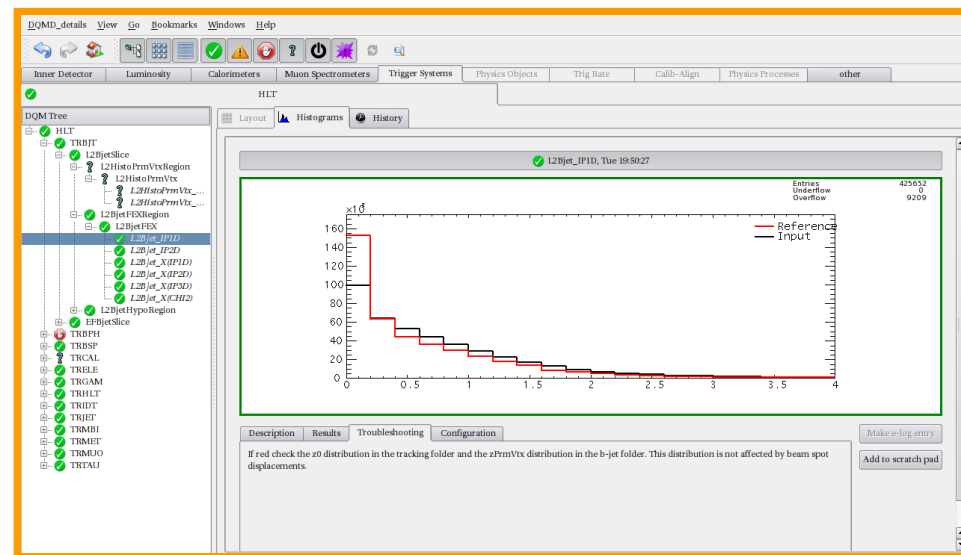 DQMD_details View Go Bookmarks Windows Help
Inner Detector Luminosity Calorimeters Muon Spectrometers Trigger Systems Physics Objects Trig Rate Calib-Align Physics Processes other
HLT
DQM Tree
HLT
TRBJT
L2BjetSlice
L2HistoPrmVtxRegion
L2HistoPrmVtx
L2HistoPrmVtx_...
L2HistoPrmVtx_...
L2BjetFEXRegion
L2BjetFEX
L2Bjet_IP1D
L2Bjet_IP2D
L2Bjet_X(IP1D)
L2Bjet_X(IP2D)
L2Bjet_X(IP3D)
L2Bjet_X(CHI2)
L2BjetHypoRegion
EFBjetSlice
TRBPH
TRBSP
TRCAL
TRELE
TRGAM
TRHLT
TRIDT
TRJET
TRMBI
TRMET
TRMUO
TRTAU
Layout Histograms History
L2Bjet_IP1D, Tue 19:50:27
Entries 425652
Underflow 0
Overflow 9209
Reference
Input
160
140
120
100
80
60
40
20
0
0 0.5 1 1.5 2 2.5 3 3.5 4
Description Results Troubleshooting Configuration
If red check the z0 distribution in the tracking folder and the zPrmVtx distribution in the b-jet folder. This distribution is not affected by beam spot
displacements.
Make e-log entry
Add to scratch pad